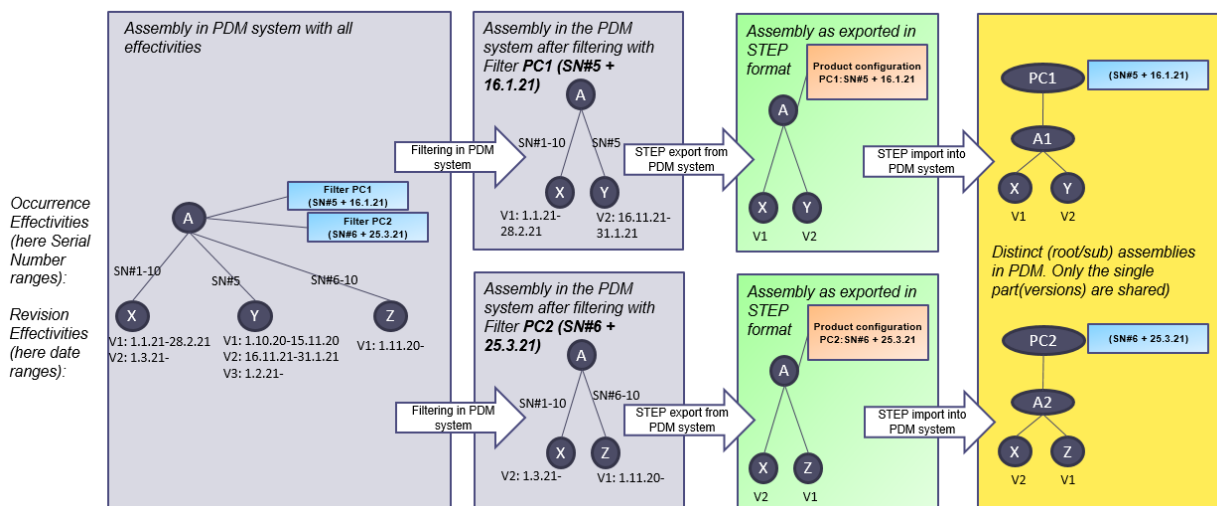 Assembly in PDM system with all
effectivities
Occurrence
Effectivities
(here Serial
Number
ranges):
Revision
Effectivities
(here date
ranges):
A
Filter PC1
(SN#5 + 16.1.21)
Filter PC2
(SN#6 + 25.3.21)
SN#1-10
SN#5
SN#6-10
X
Y
Z
V1: 1.1.21-28.2.21
V2: 1.3.21-
V1: 1.10.20-15.11.20
V2: 16.11.21-31.1.21
V3: 1.2.21-
V1: 1.11.20-
Filtering in PDM
system
Filtering in PDM
system
Assembly in the PDM
system after filtering with
Filter PC1 (SN#5 +
16.1.21)
A
SN#1-10
SN#5
X
Y
V1: 1.1.21-
28.2.21
V2: 16.11.21-
31.1.21
Assembly in the PDM
system after filtering with
Filter PC2 (SN#6 +
25.3.21)
A
SN#1-10
SN#6-10
X
Z
V2: 1.3.21-
V1: 1.11.20-
STEP export from
PDM system
STEP export from
PDM system
Assembly as exported in
STEP
format
Product configuration
PC1:SN#5 + 16.1.21
A
X
Y
V1
V2
Assembly as exported in
STEP
format
Product configuration
PC2:SN#6 + 25.3.21
A
X
Z
V2
V1
STEP import into
PDM system
STEP import into
PDM system
PC1
(SN#5 + 16.1.21)
A1
X
Y
V1
V2
Distinct (root/sub) assemblies
in PDM. Only the single
part(versions) are shared)
PC2
(SN#6 + 25.3.21)
A2
X
Z
V2
V1